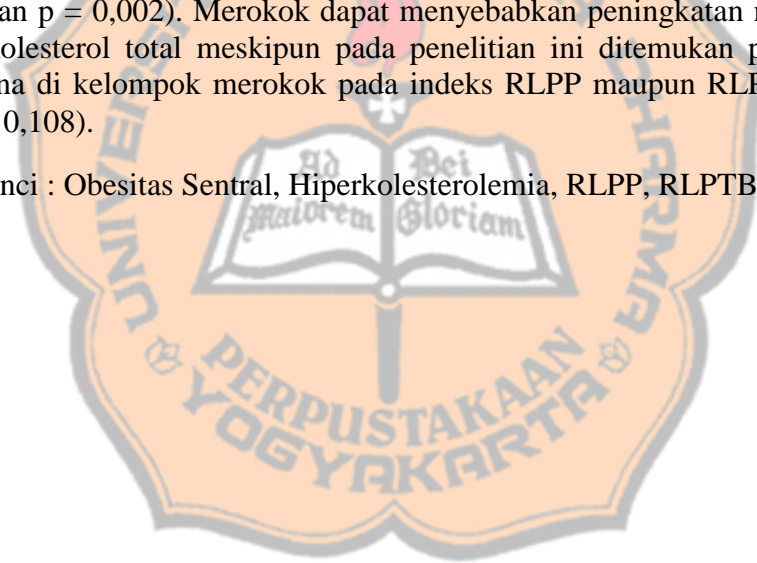 an p = 0,002). Merokok dapat menyebabkan peningkatan
olesterol total meskipun pada penelitian ini ditemukan
na di kelompok merokok pada indeks RLPP maupun
0,108).
nci : Obesitas Sentral, Hiperkolesterolemia, RLPP, RLPTB
Ad Dei
Maiorem Gloriam
DHARMA
PERPUSTAKAAN
YOGYAKARTA